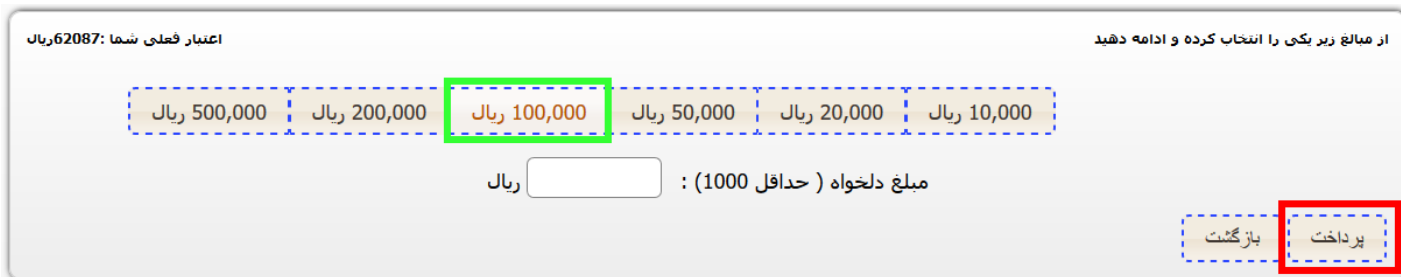 از مبالغ زیر یکی را انتخاب کرده و ادامه دهید
اعتبار فعلی شما :62087ریال
10,000 ریال 20,000 ریال 50,000 ریال 100,000 ریال 200,000 ریال 500,000 ریال
مبلغ دلخواه ( حداقل 1000) : ریال
پرداخت بازگشت